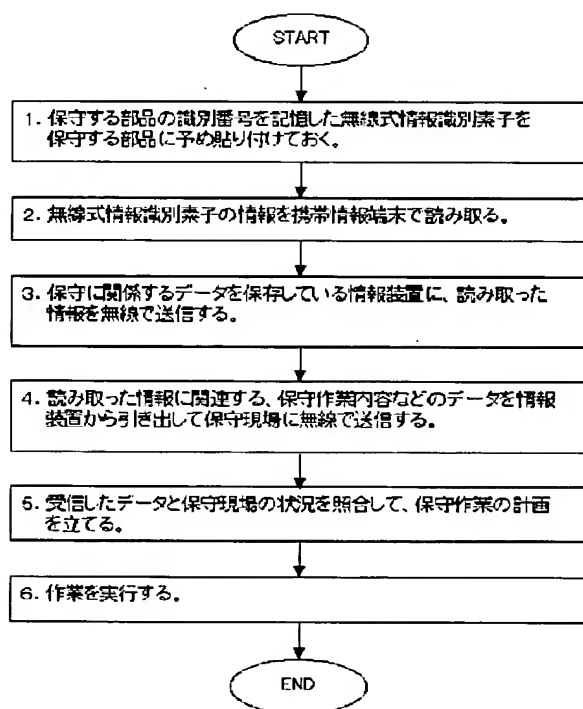 START
1. 保守する部品の識別番号を記憶した無線式情報識別素子を
保守する部品に予め貼り付けておく。
2. 無線式情報識別素子の情報を携帯情報端末で読み取る。
3. 保守に関係するデータを保存している情報装置に、読み取った
情報を無線で送信する。
4. 読み取った情報に関連する、保守作業内容などのデータを情報
装置から引き出して保守現場に無線で送信する。
5. 受信したデータと保守現場の状況を照合して、保守作業の計画
を立てる。
6. 作業を実行する。
END